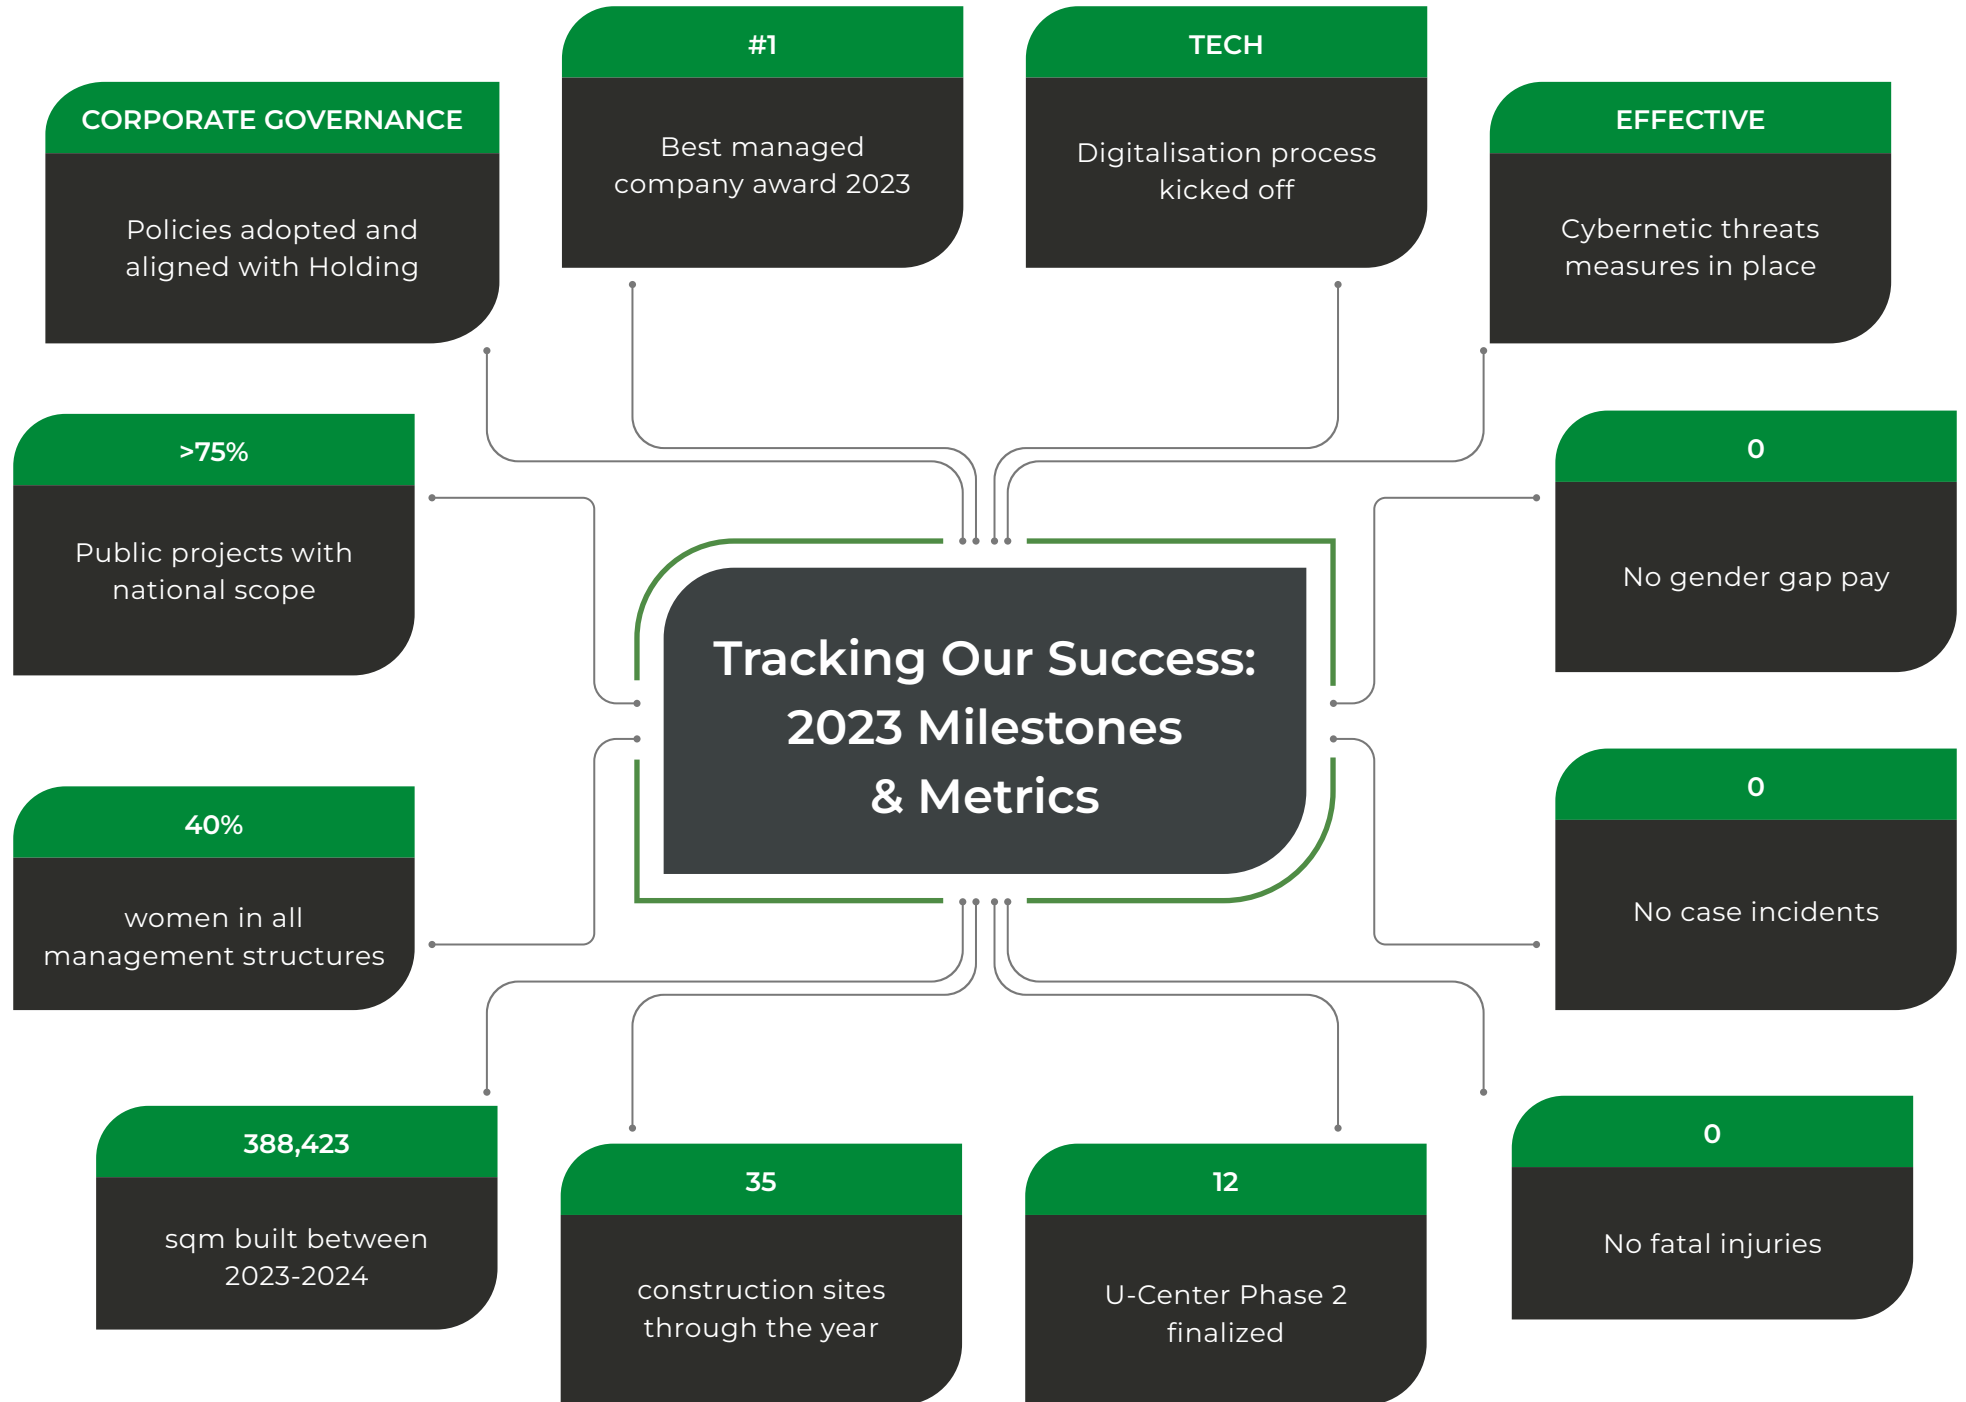 #1
Best managed
company award 2023
TECH
Digitalisation process
kicked off
CORPORATE GOVERNANCE
Policies adopted and
aligned with Holding
EFFECTIVE
Cybernetic threats
measures in place
>75%
Public projects with
national scope
0
No gender gap pay
Tracking Our Success:
2023 Milestones
& Metrics
40%
women in all
management structures
0
No case incidents
388,423
sqm built between
2023-2024
35
construction sites
through the year
12
U-Center Phase 2
finalized
0
No fatal injuries